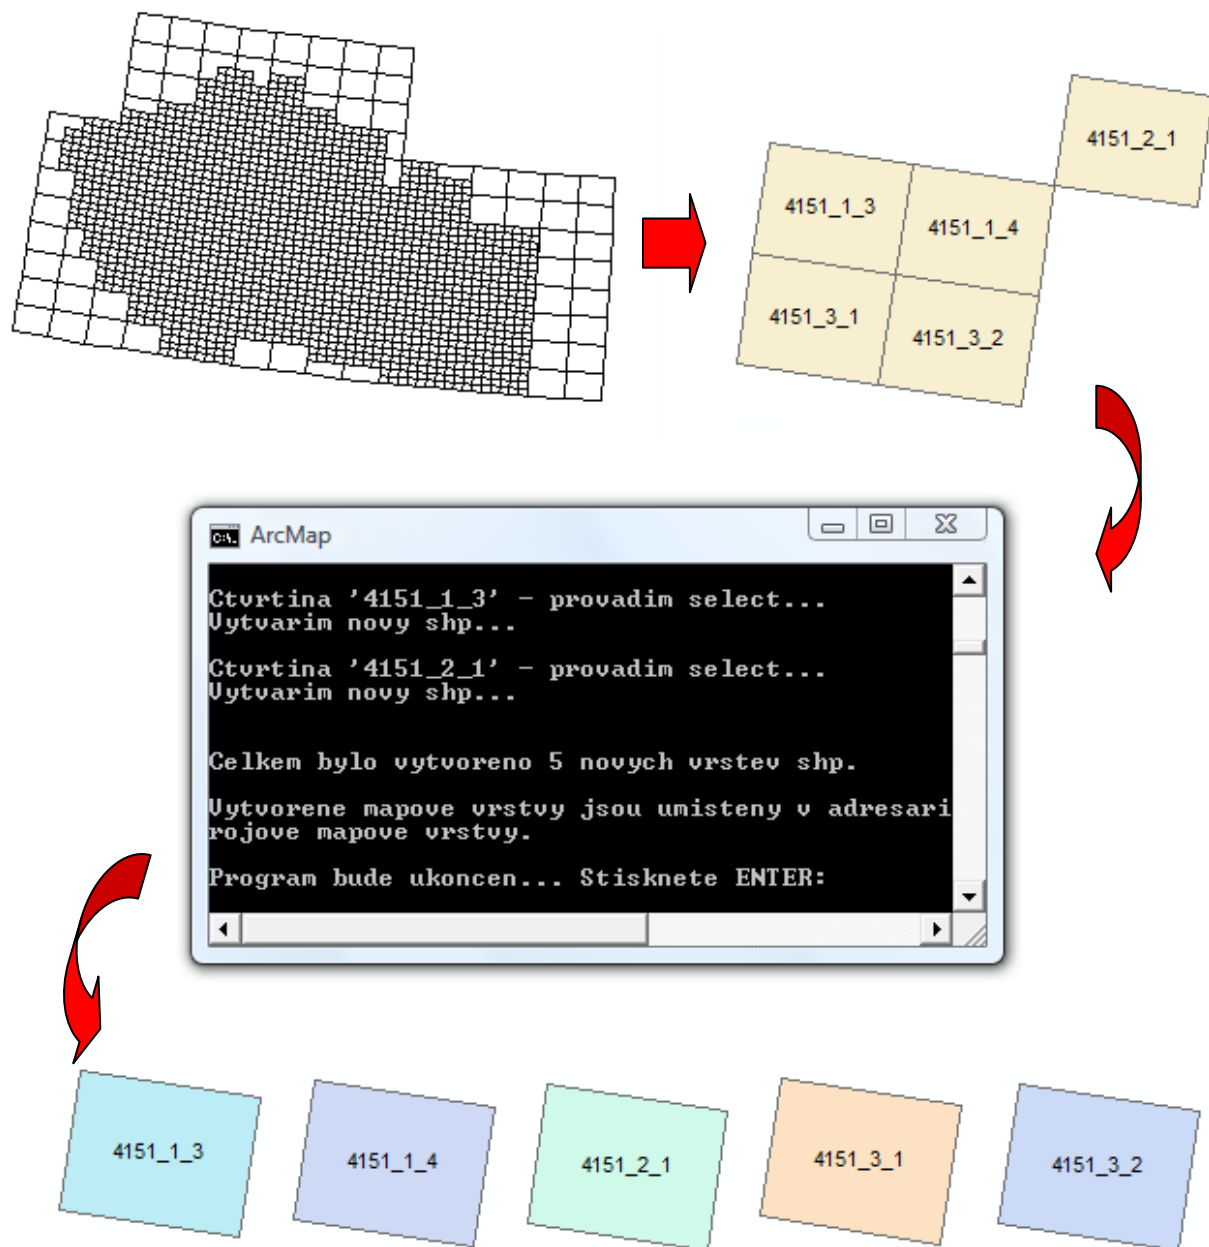 4151_2_1
4151_1_3
4151_1_4
4151_3_1
4151_3_2
C:\.
ArcMap
Ctvrtina '4151_1_3' - provadim select...
Vytvarim novy shp...
Ctvrtina '4151_2_1' - provadim select...
Vytvarim novy shp...
Celkem bylo vytvoreno 5 novych vrstev shp.
Vytvorene mapove vrstvy jsou umisteny v adresari
rojove mapove vrstvy.
Program bude ukoncen... Stisknete ENTER:
4151_1_3
4151_1_4
4151_2_1
4151_3_1
4151_3_2